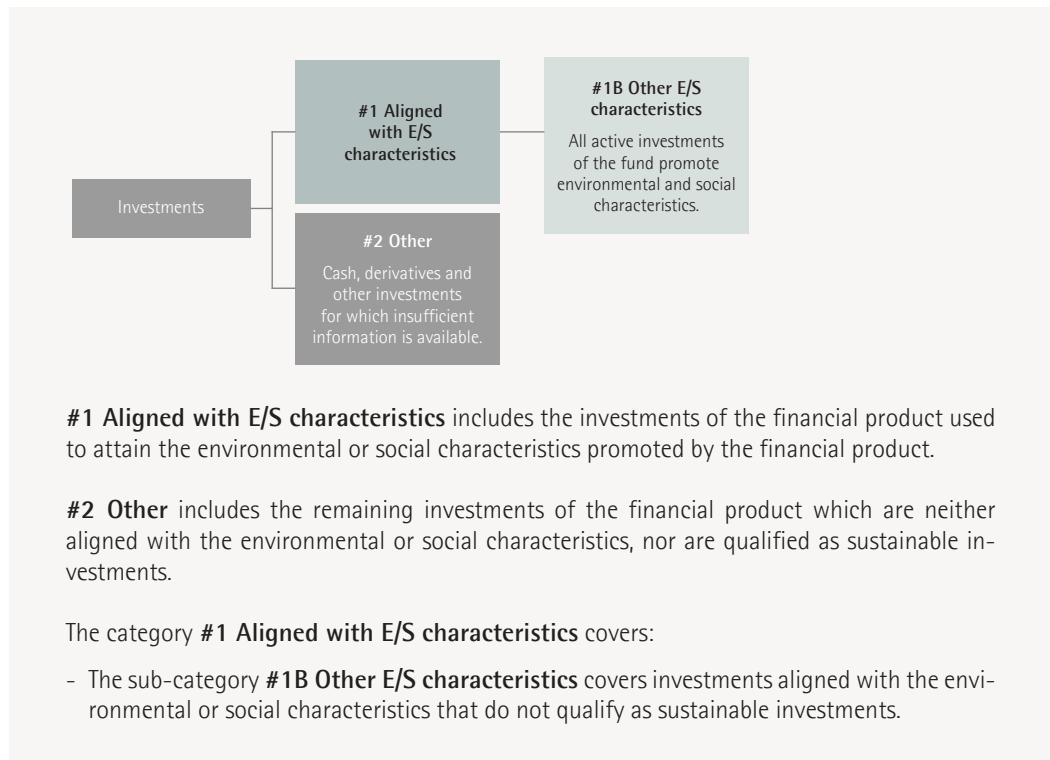 #1 Aligned
with E/S
characteristics
#1B Other E/S
characteristics
All active investments
of the fund promote
environmental and social
characteristics.
Investments
#2 Other
Cash, derivatives and
other investments
for which insufficient
information is available.
#1 Aligned with E/S characteristics includes the investments of the financial product used
to attain the environmental or social characteristics promoted by the financial product.
#2 Other includes the remaining investments of the financial product which are neither
aligned with the environmental or social characteristics, nor are qualified as sustainable in-
vestments.
The category #1 Aligned with E/S characteristics covers:
- The sub-category #1B Other E/S characteristics covers investments aligned with the envi-
ronmental or social characteristics that do not qualify as sustainable investments.